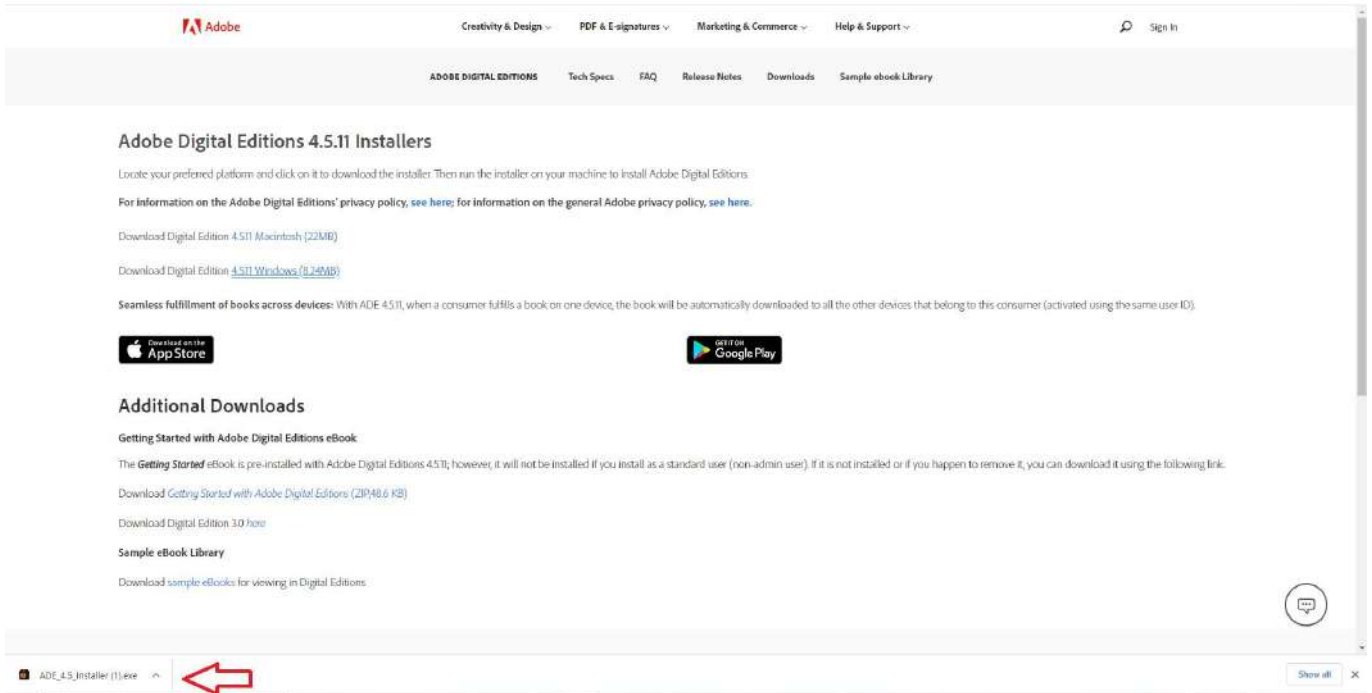 Adobe
Creativity & Design
PDF & E-signatures
Marketing & Commerce
Help & Support
Sign In
ADOBE DIGITAL EDITIONS
Tech Specs
FAQ
Release Notes
Downloads
Sample ebook Library
Adobe Digital Editions 4.5.11 Installers
Locate your preferred platform and click on it to download the installer. Then run the installer on your machine to install Adobe Digital Editions.
For information on the Adobe Digital Editions' privacy policy, see here; for information on the general Adobe privacy policy, see here.
Download Digital Edition 4.5.11 Macintosh (22MB)
Download Digital Edition 4.5.11 Windows (8.24MB)
Seamless fulfillment of books across devices: With ADE 4.5.11, when a consumer fulfills a book on one device, the book will be automatically downloaded to all the other devices that belong to this consumer (activated using the same user ID).
Download on the
App Store
GET IT ON
Google Play
Additional Downloads
Getting Started with Adobe Digital Editions eBook
The Getting Started eBook is pre-installed with Adobe Digital Editions 4.5.11; however, it will not be installed if you install as a standard user (non-admin user). If it is not installed or if you happen to remove it, you can download it using the following link.
Download Getting Started with Adobe Digital Editions (ZIP,48.6 KB)
Download Digital Edition 3.0 here
Sample eBook Library
Download sample eBooks for viewing in Digital Editions.
ADE_4.5_Installer (1).exe
Show all